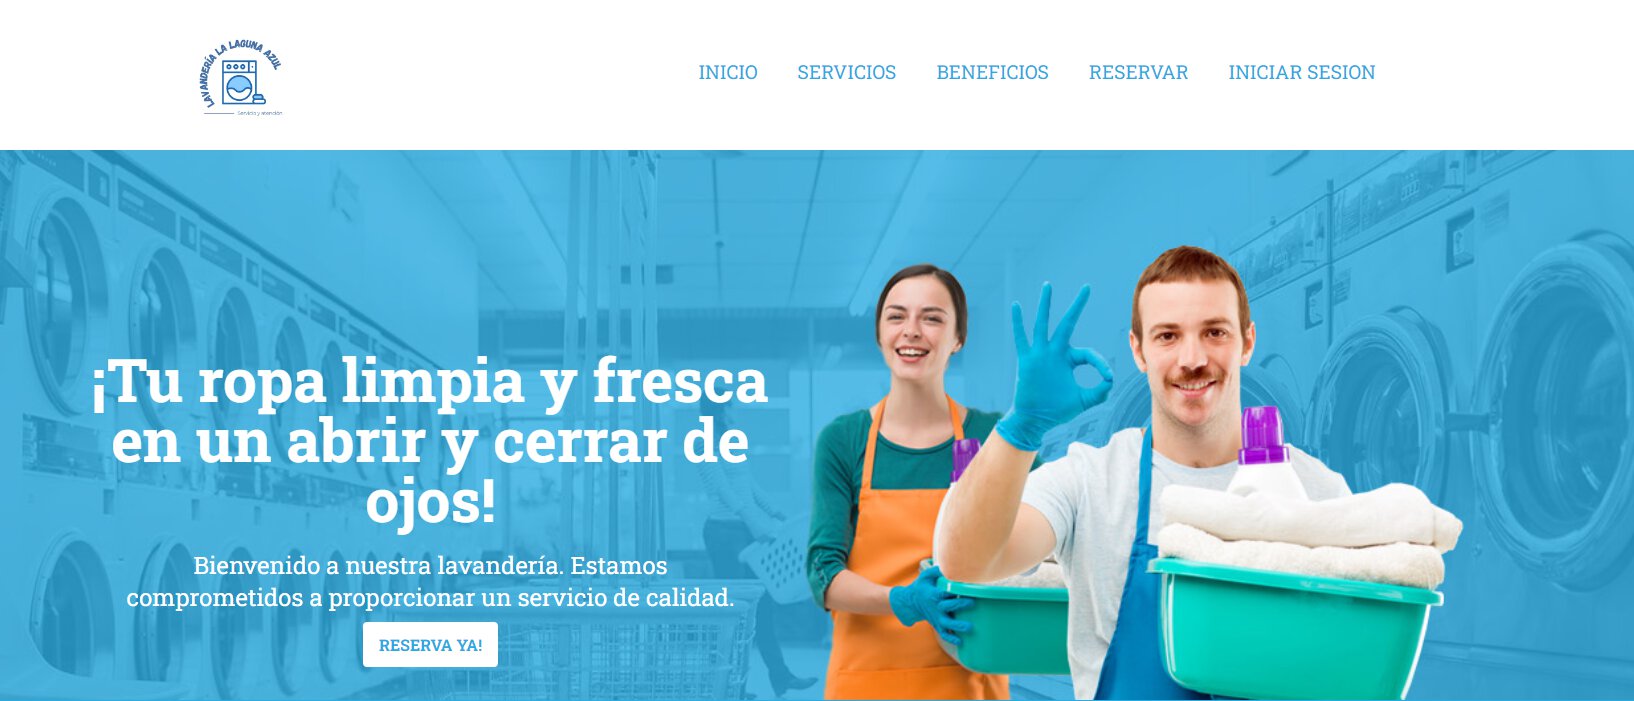 LAVANDERÍA LA LAGUNA AZUL
Servicio y atención
INICIO SERVICIOS BENEFICIOS RESERVAR INICIAR SESION
¡Tu ropa limpia y fresca
en un abrir y cerrar de
ojos!
Bienvenido a nuestra lavandería. Estamos
comprometidos a proporcionar un servicio de calidad.
RESERVA YA!